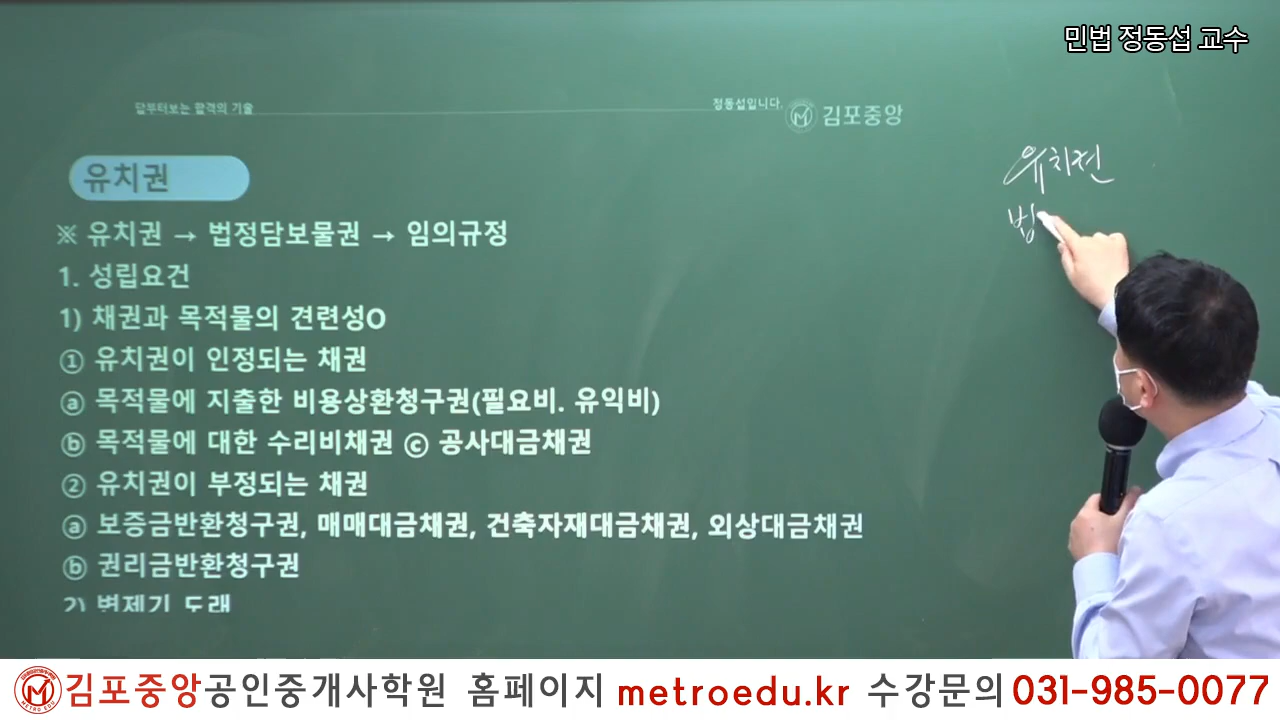 민법 정동섭 교수
답부터보는 합격의 기술
정동섭입니다.
김포중앙
유치권
유치권
법
※ 유치권 → 법정담보물권 → 임의규정
1. 성립요건
1) 채권과 목적물의 견련성O
① 유치권이 인정되는 채권
ⓐ 목적물에 지출한 비용상환청구권(필요비. 유익비)
ⓑ 목적물에 대한 수리비채권 ⓒ 공사대금채권
② 유치권이 부정되는 채권
ⓐ 보증금반환청구권, 매매대금채권, 건축자재대금채권, 외상대금채권
ⓑ 권리금반환청구권
2) 변제기 도래
김포중앙공인중개사학원 홈페이지 metroedu.kr 수강문의 031-985-0077